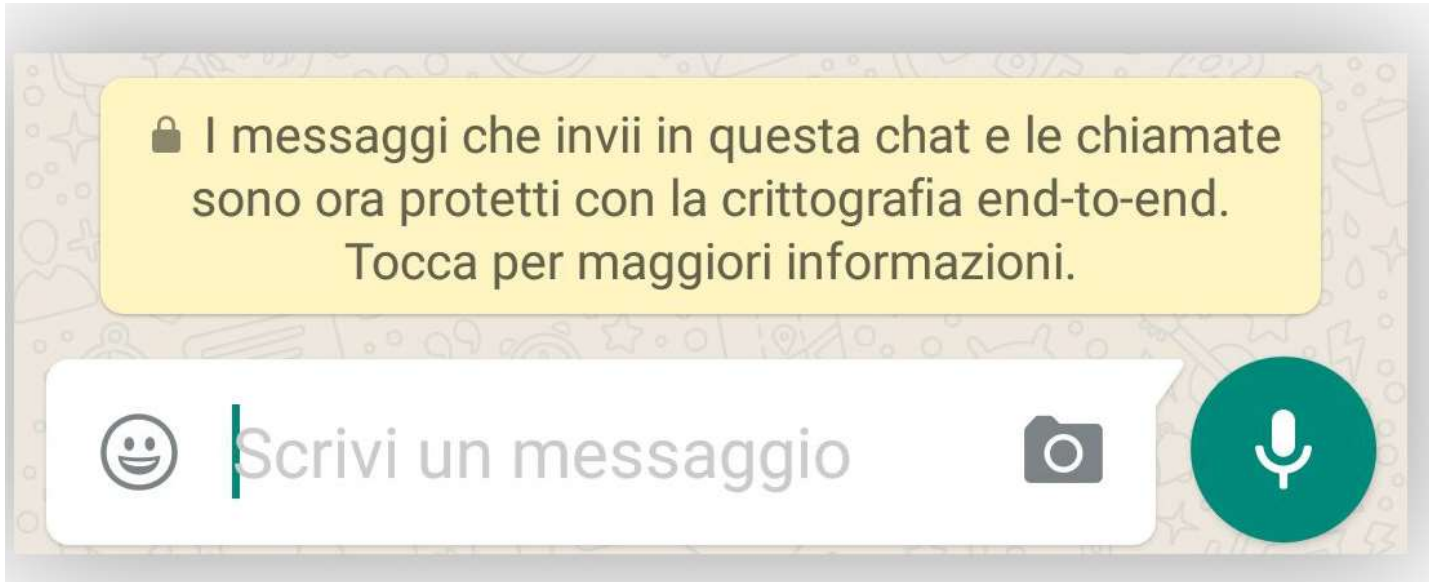 I messaggi che invii in questa chat e le chiamate
sono ora protetti con la crittografia end-to-end.
Tocca per maggiori informazioni.
Scrivi un messaggio